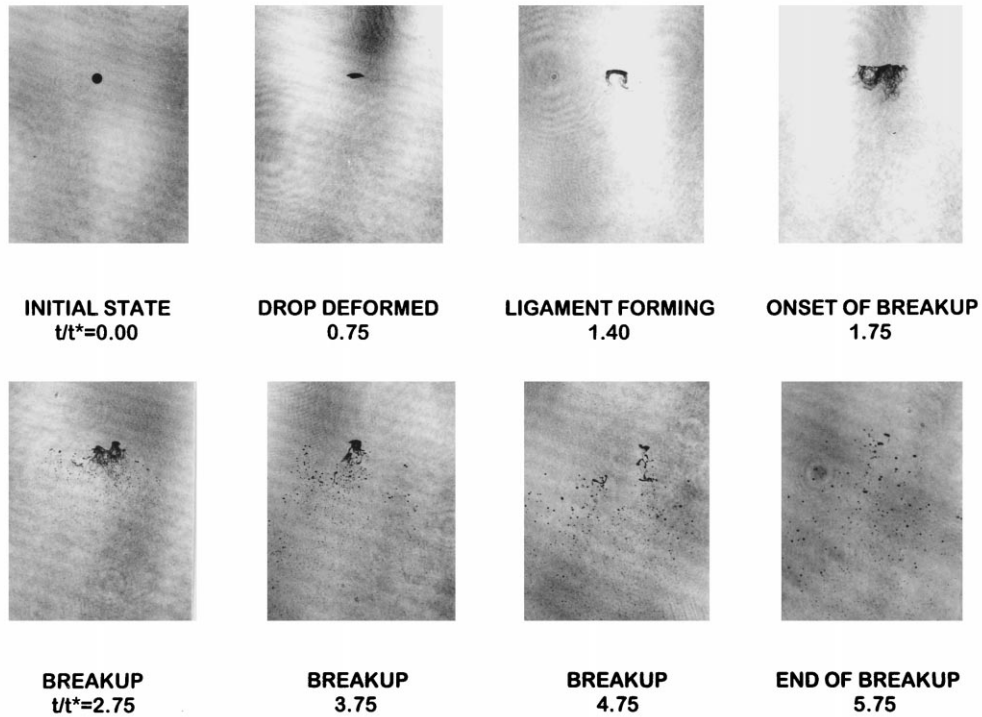 INITIAL STATE
t/t*=0.00
DROP DEFORMED
0.75
LIGAMENT FORMING
1.40
ONSET OF BREAKUP
1.75
BREAKUP
t/t*=2.75
BREAKUP
3.75
BREAKUP
4.75
END OF BREAKUP
5.75